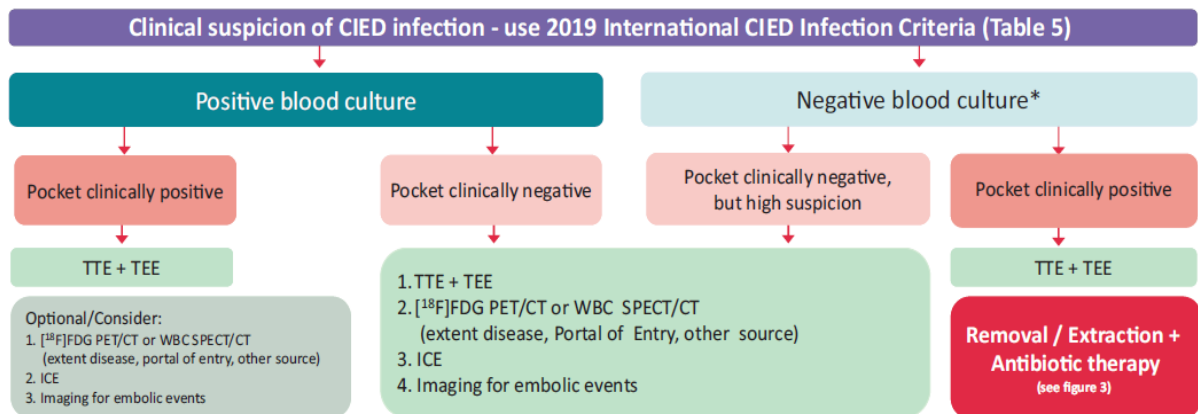 Clinical suspicion of CIED infection - use 2019 International CIED Infection Criteria (Table 5)
Positive blood culture
Negative blood culture*
Pocket clinically positive
Pocket clinically negative
Pocket clinically negative,
but high suspicion
Pocket clinically positive
TTE + TEE
Optional/Consider:
1. [¹⁸F]FDG PET/CT or WBC SPECT/CT
(extent disease, portal of entry, other source)
2. ICE
3. Imaging for embolic events
1. TTE + TEE
2. [¹⁸F]FDG PET/CT or WBC SPECT/CT
(extent disease, Portal of Entry, other source)
3. ICE
4. Imaging for embolic events
TTE + TEE
Removal / Extraction +
Antibiotic therapy
(see figure 3)